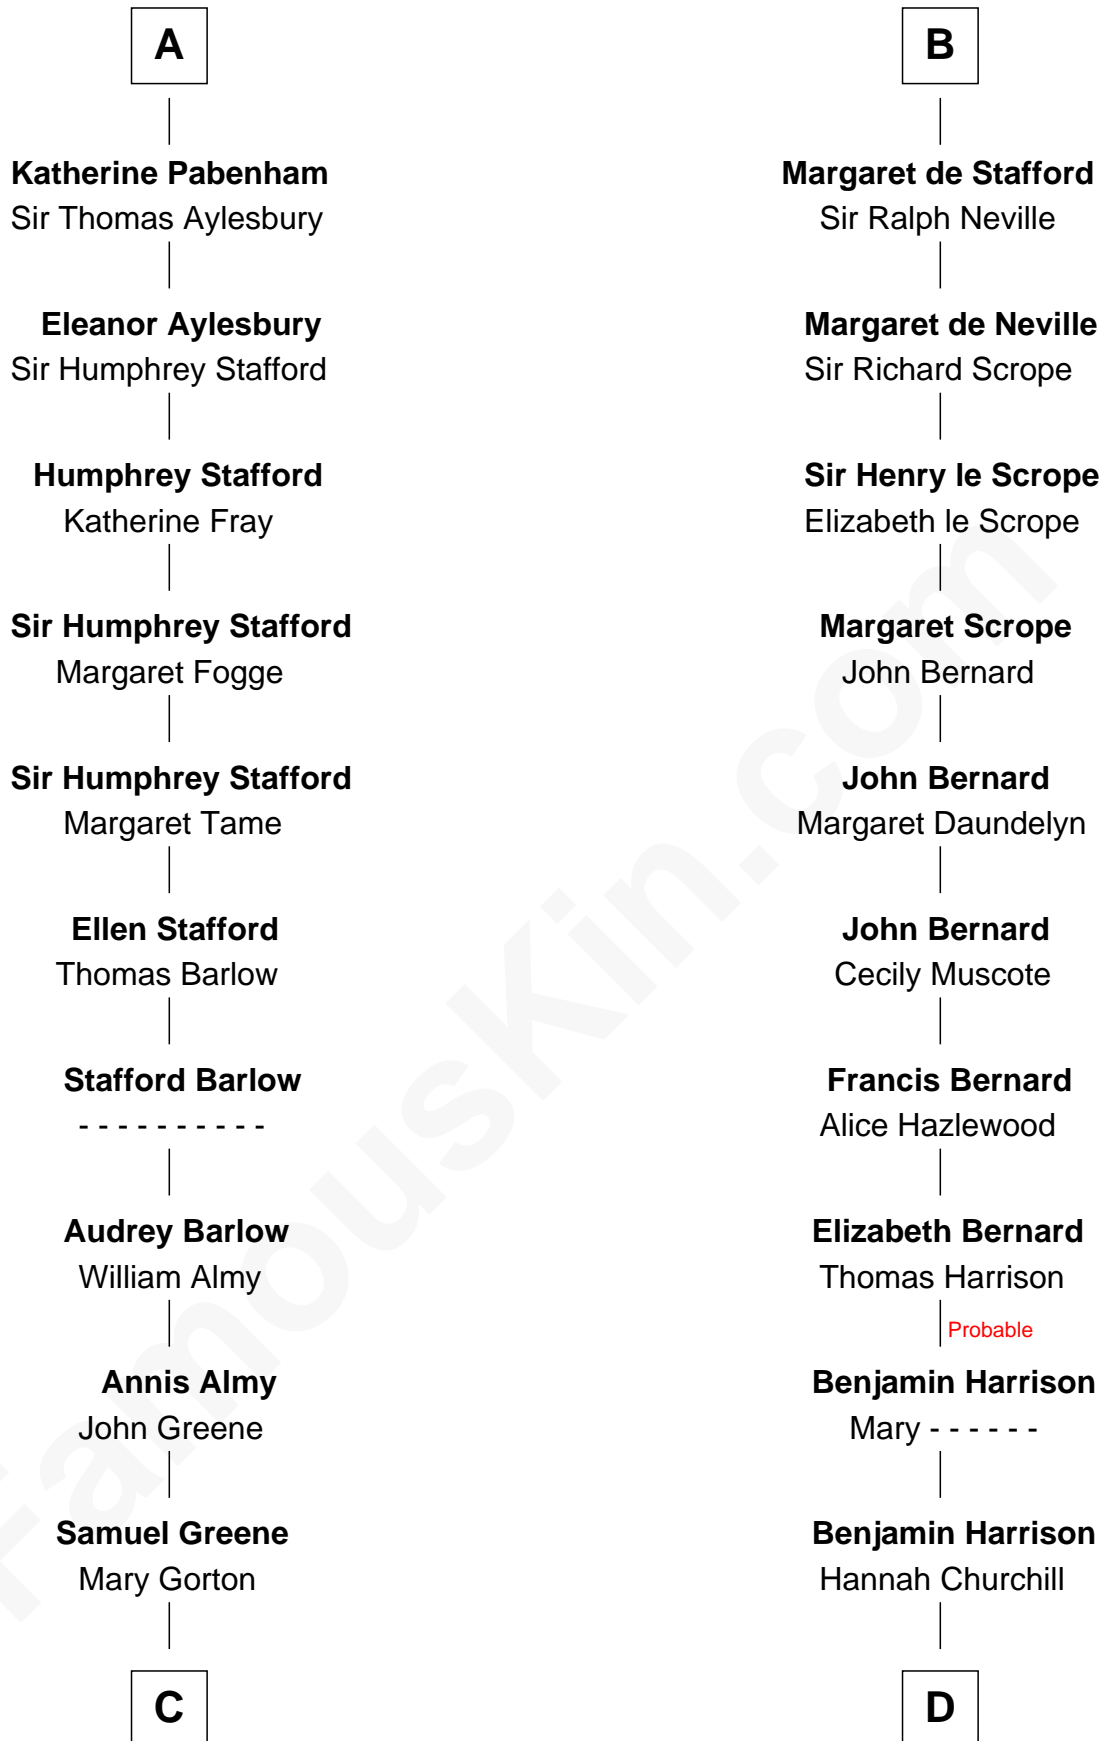 A
Katherine Pabenham
Sir Thomas Aylesbury
Eleanor Aylesbury
Sir Humphrey Stafford
Humphrey Stafford
Katherine Fray
Sir Humphrey Stafford
Margaret Fogge
Sir Humphrey Stafford
Margaret Tame
Ellen Stafford
Thomas Barlow
Stafford Barlow
- - - - - - - - - -
Audrey Barlow
William Almy
Annis Almy
John Greene
Samuel Greene
Mary Gorton
C
B
Margaret de Stafford
Sir Ralph Neville
Margaret de Neville
Sir Richard Scrope
Sir Henry le Scrope
Elizabeth le Scrope
Margaret Scrope
John Bernard
John Bernard
Margaret Daundelyn
John Bernard
Cecily Muscote
Francis Bernard
Alice Hazlewood
Elizabeth Bernard
Thomas Harrison
Probable
Benjamin Harrison
Mary - - - - - -
Benjamin Harrison
Hannah Churchill
D
FamousKin.com